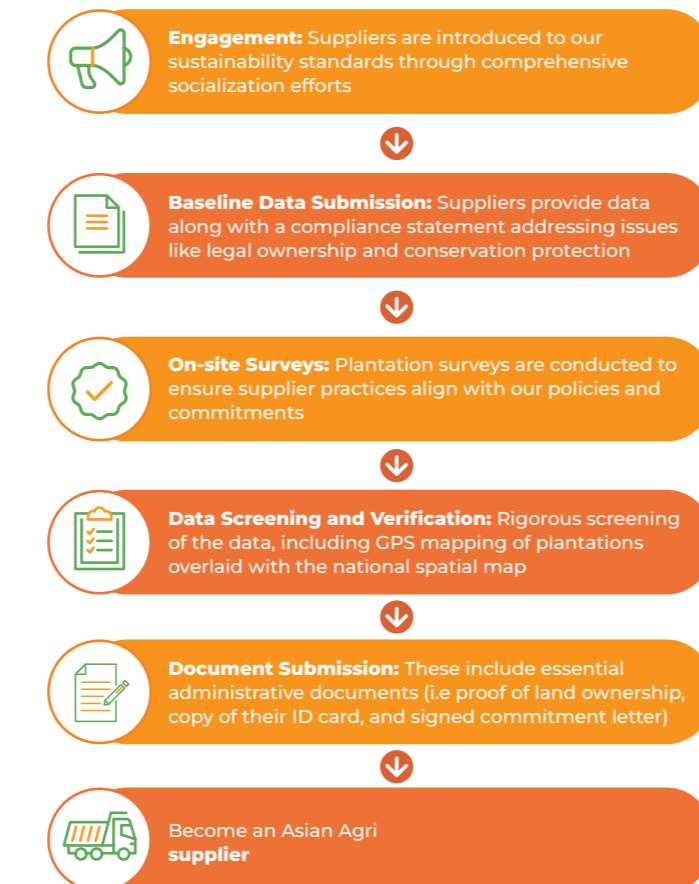 Engagement: Suppliers are introduced to our
sustainability standards through comprehensive
socialization efforts
Baseline Data Submission: Suppliers provide data
along with a compliance statement addressing issues
like legal ownership and conservation protection
On-site Surveys: Plantation surveys are conducted to
ensure supplier practices align with our policies and
commitments
Data Screening and Verification: Rigorous screening
of the data, including GPS mapping of plantations
overlaid with the national spatial map
Document Submission: These include essential
administrative documents (i.e proof of land ownership,
copy of their ID card, and signed commitment letter)
Become an Asian Agri
supplier